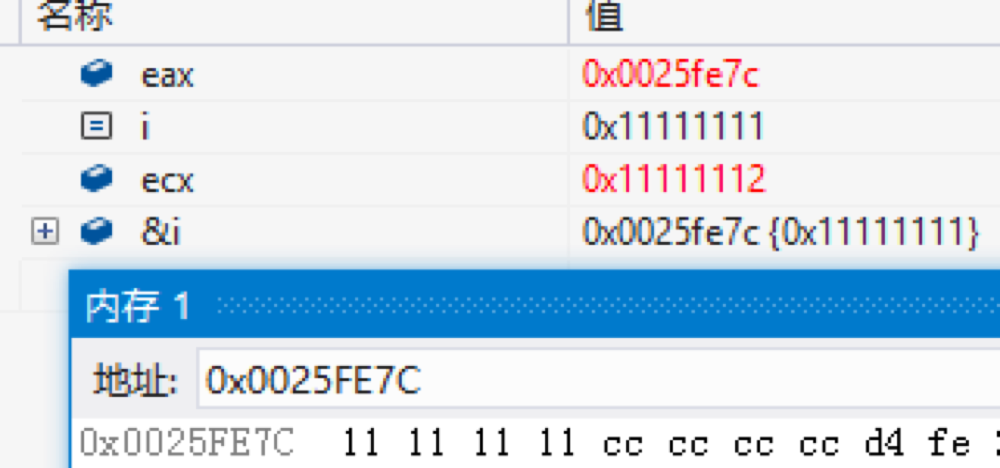 名称 值
eax 0x0025fe7c
i 0x11111111
ecx 0x11111112
&i 0x0025fe7c {0x11111111}
内存 1
地址: 0x0025FE7C
0x0025FE7C 11 11 11 11 cc cc cc cc d4 fe